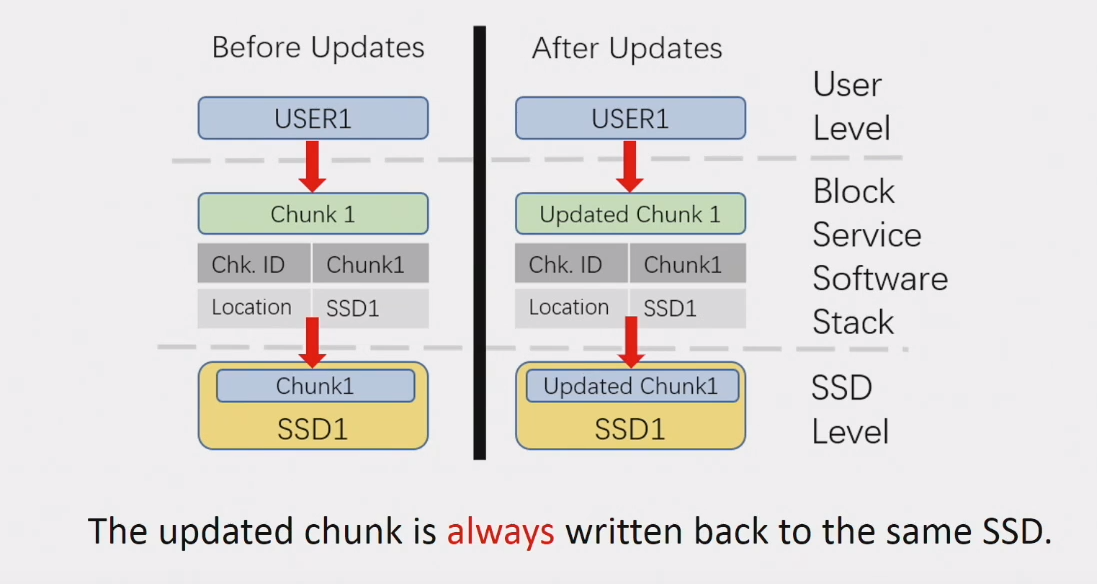 Before Updates
After Updates
USER1
USER1
User
Level
Chunk 1
Updated Chunk 1
Chk. ID
Chunk1
Chk. ID
Chunk1
Location
SSD1
Location
SSD1
Block
Service
Software
Stack
Chunk1
SSD1
Updated Chunk1
SSD1
SSD
Level
The updated chunk is always written back to the same SSD.